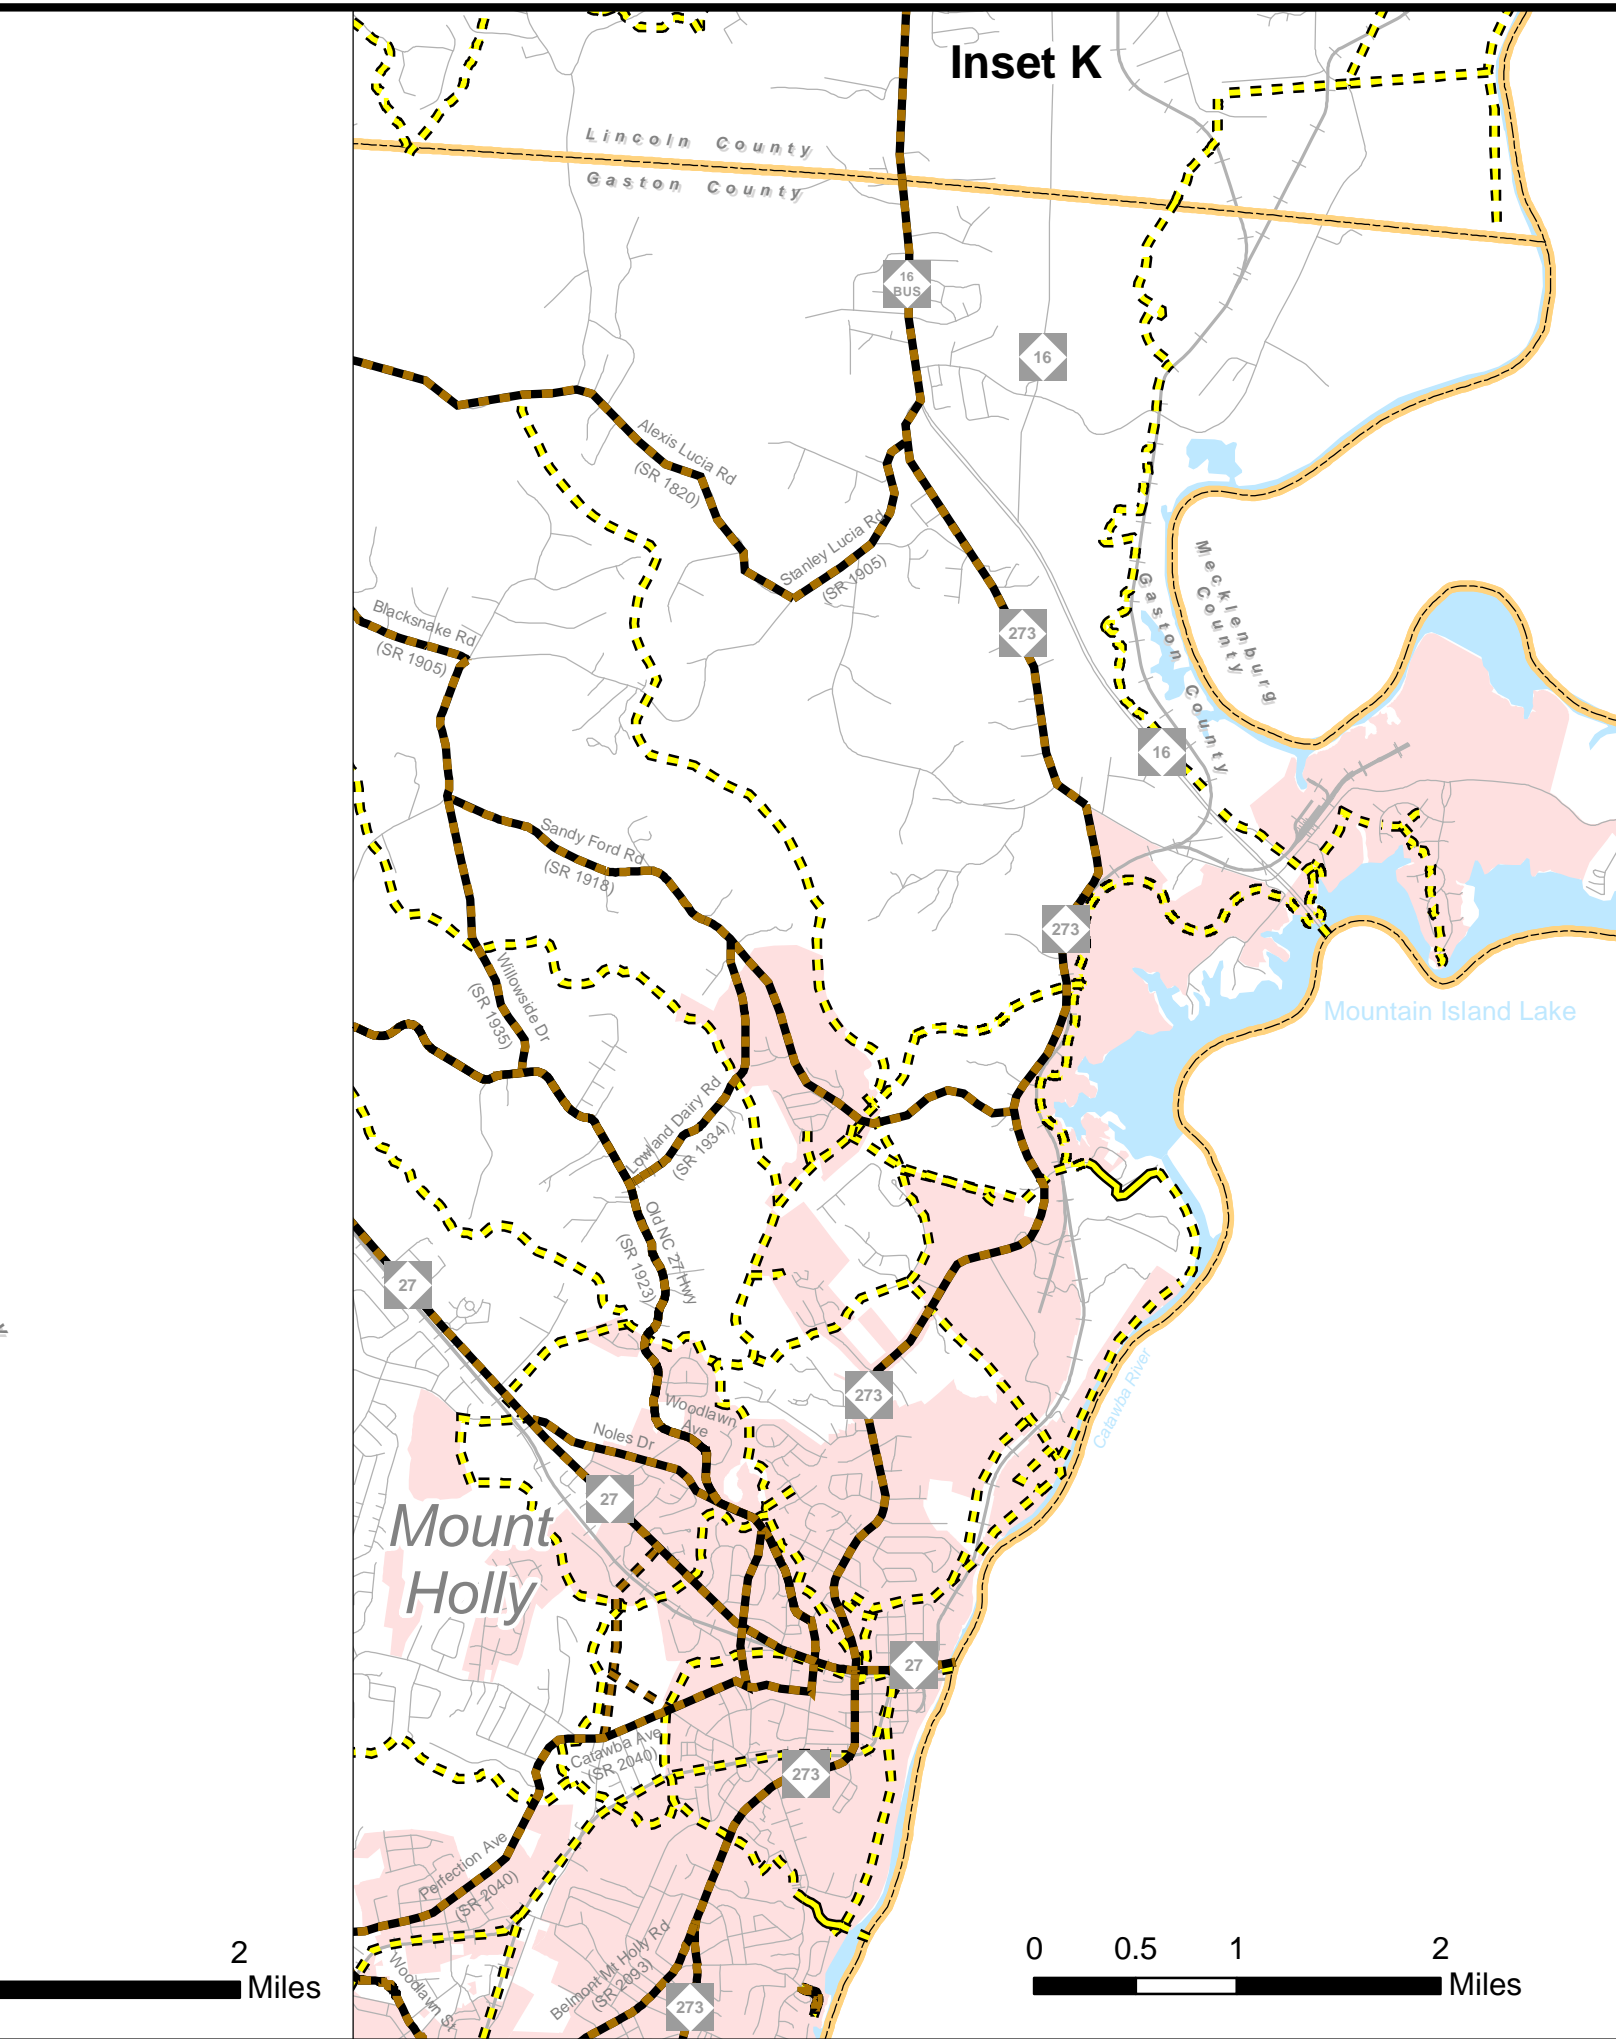 Inset K
Lincoln County
Gaston County
16
BUS
16
Alexis Lucia Rd
(SR 1820)
Stanley Lucia Rd
(SR 1905)
Mecklenburg
County
Gaston County
Blacksnake Rd
(SR 1905)
273
16
Sandy Ford Rd
(SR 1918)
273
Willowside Dr
(SR 1935)
Mountain Island Lake
Lowland Dairy Rd
(SR 1934)
Old NC 27 Hwy
(SR 1923)
27
Catawba River
273
Woodlawn
Ave
Noles Dr
27
Mount
Holly
27
Catawba Ave
(SR 2040)
273
Perfection Ave
(SR 2040)
Belmont Mt Holly Rd
(SR 2093)
Woodlawn St
273
2
Miles
0 0.5 1 2
Miles